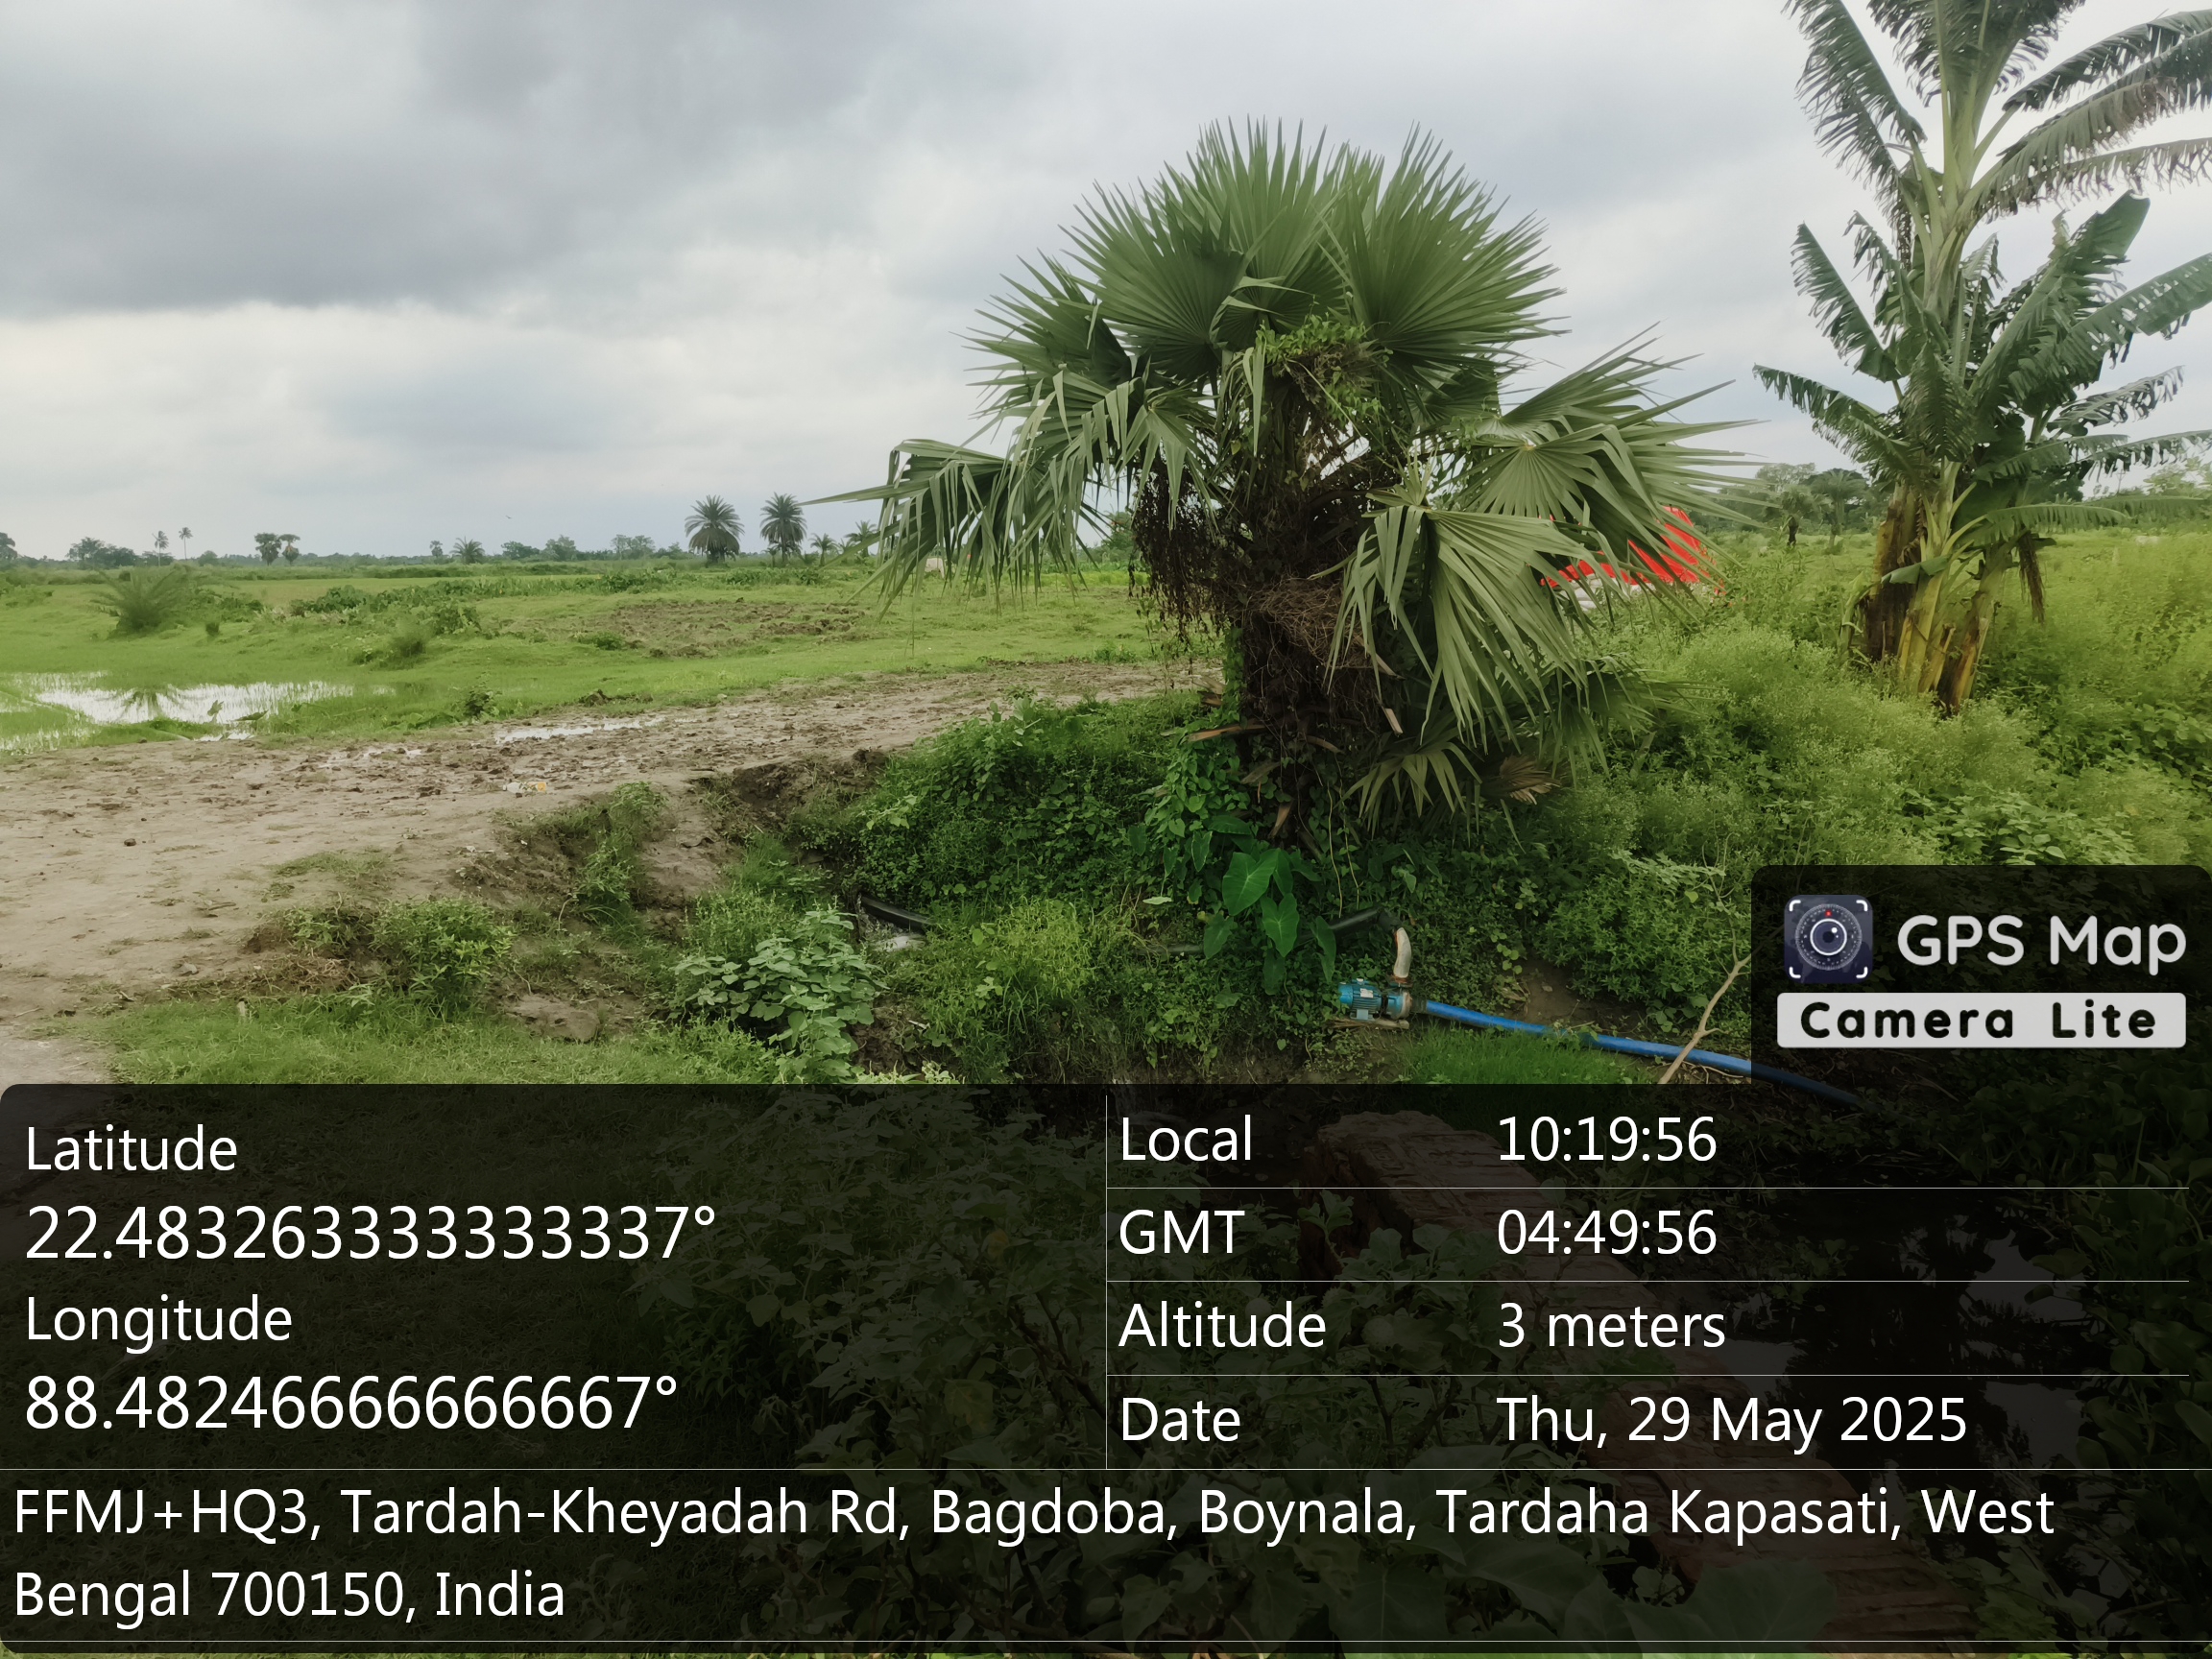 GPS Map
Camera Lite
Latitude
22.483263333333337°
Longitude
88.48246666666667°
Local 10:19:56
GMT 04:49:56
Altitude 3 meters
Date Thu, 29 May 2025
FFMJ+HQ3, Tardah-Kheyadah Rd, Bagdoba, Boynala, Tardaha Kapasati, West
Bengal 700150, India